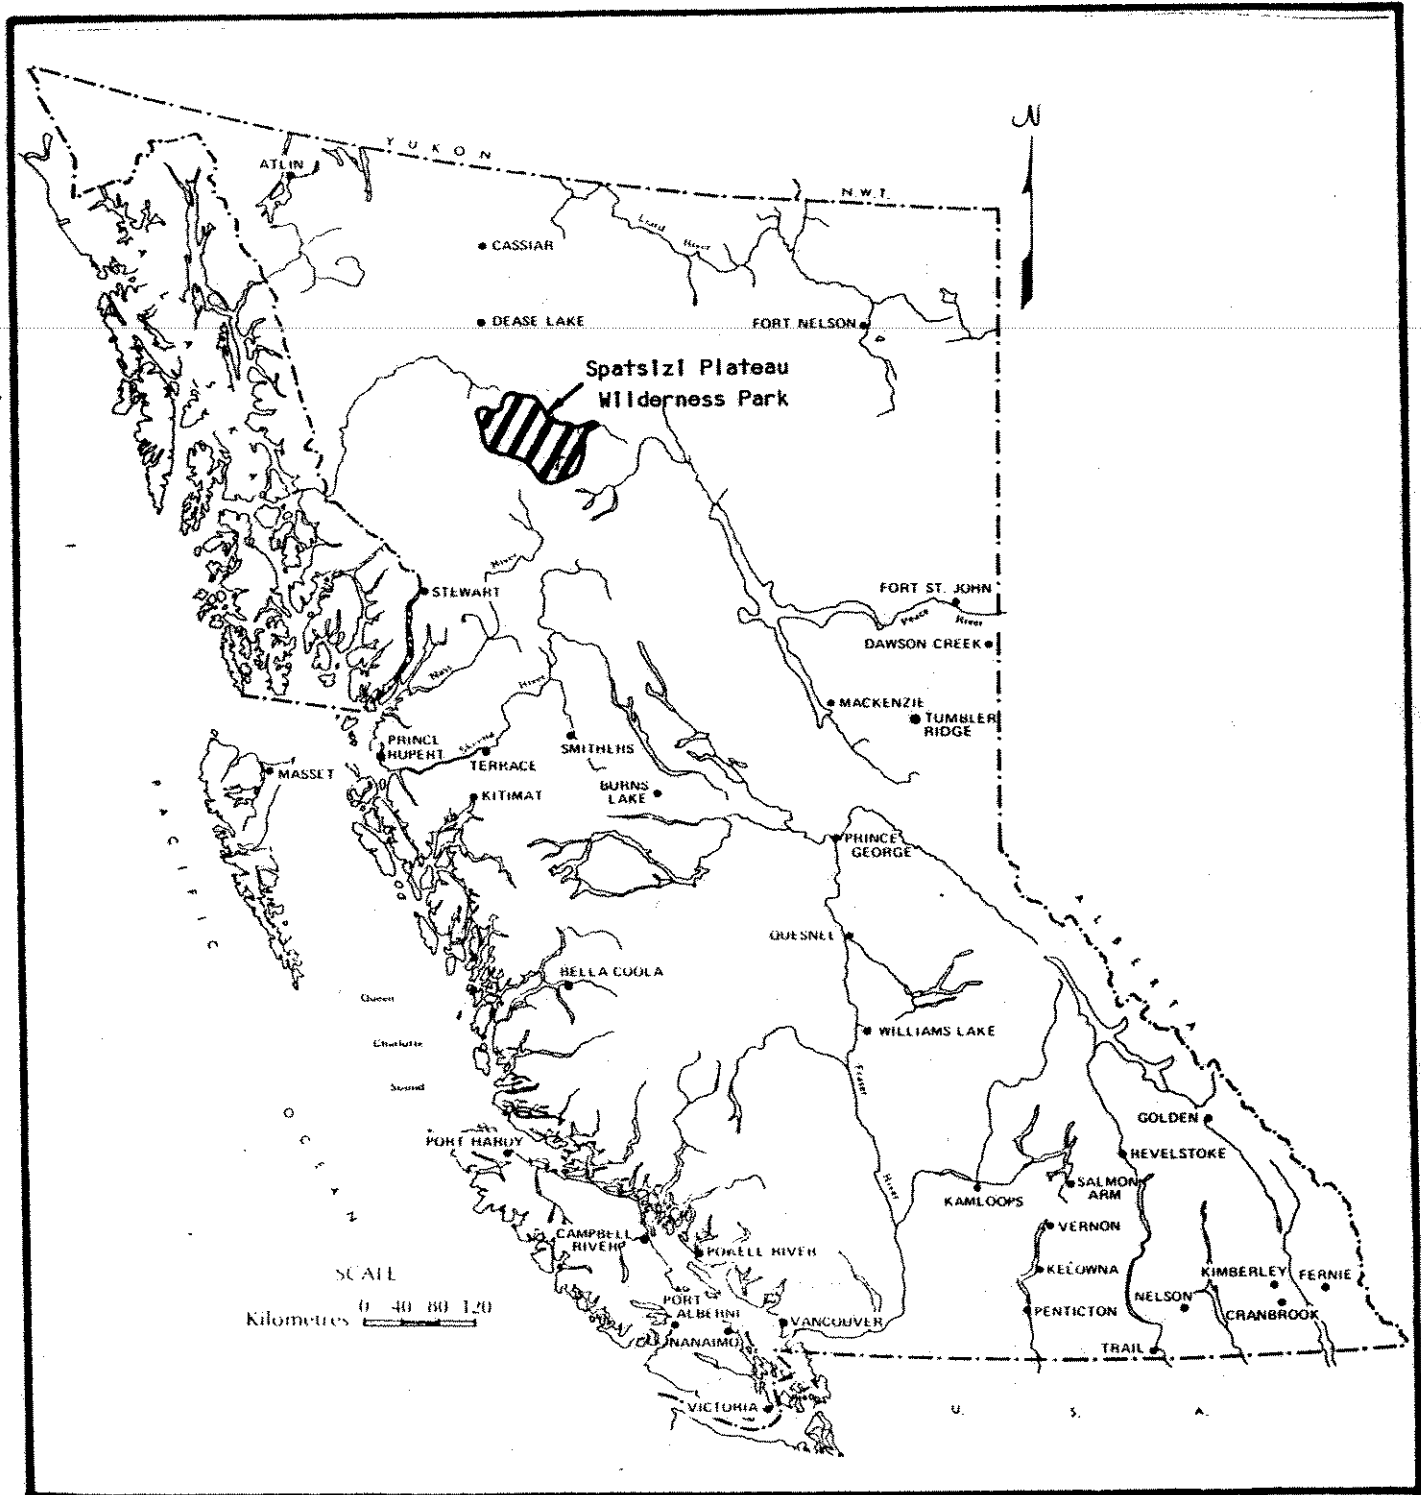 N
YUKON
N.W.T.
ATLIN
Liard
River
CASSIAR
DEASE LAKE
FORT NELSON
Spatsizi Plateau
Wilderness Park
River
STEWART
FORT ST. JOHN
Peace
River
DAWSON CREEK
Nass
River
MACKENZIE
TUMBLER
RIDGE
PRINCE
RUPERT
Skeena
TERRACE
SMITHERS
MASSET
KITIMAT
BURNS
LAKE
PACIFIC
PRINCE
GEORGE
ALBERTA
QUESNEL
BELLA COOLA
Queen
Charlotte
Sound
WILLIAMS LAKE
Fraser
River
OCEAN
GOLDEN
PORT HARDY
REVELSTOKE
KAMLOOPS
SALMON
ARM
VERNON
CAMPBELL
RIVER
POWELL RIVER
KELOWNA
KIMBERLEY
FERNIE
SCALE
Kilometres 0 40 80 120
PORT
ALBERNI
NELSON
PENTICTON
CRANBROOK
VANCOUVER
NANAIMO
TRAIL
VICTORIA
U. S. A.